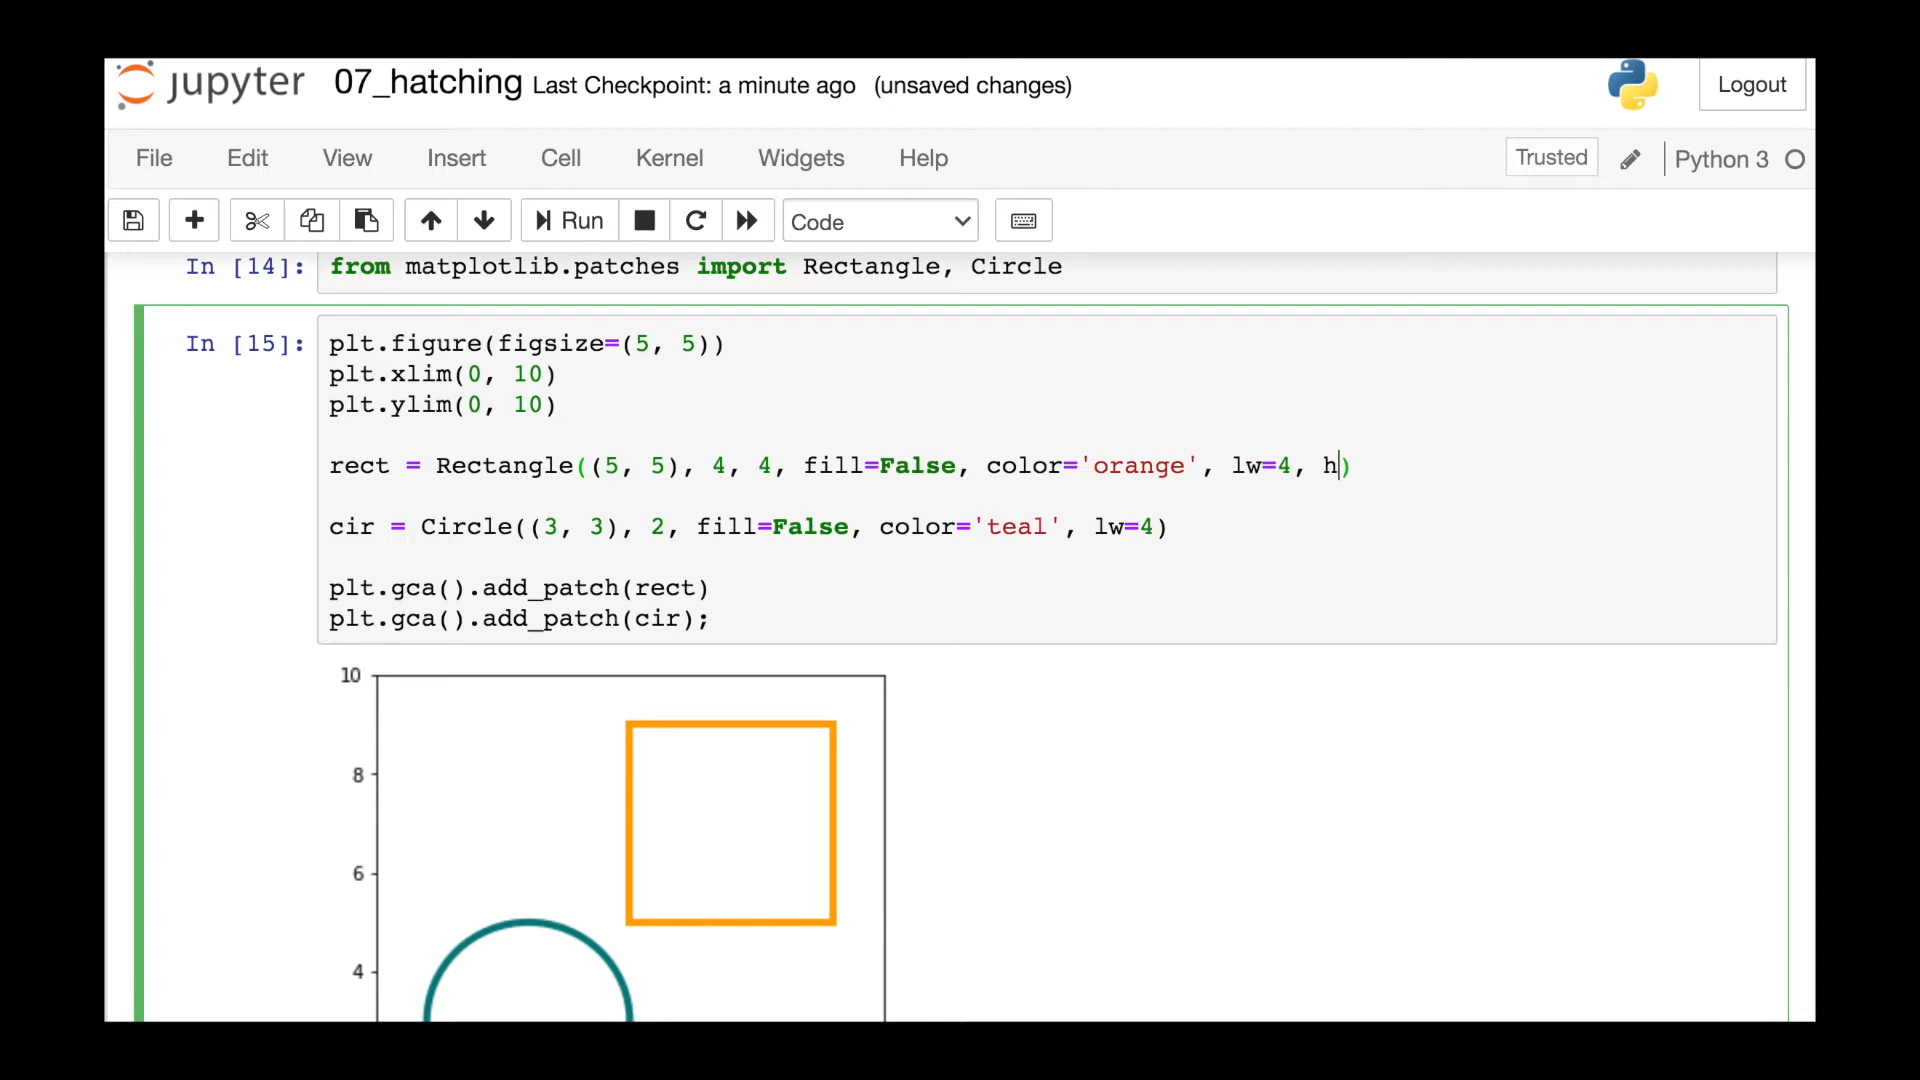 jupyter 07_hatching Last Checkpoint: a minute ago (unsaved changes) Logout
File Edit View Insert Cell Kernel Widgets Help Trusted Python 3
Run Code
In [14]: from matplotlib.patches import Rectangle, Circle
In [15]: plt.figure(figsize=(5, 5))
plt.xlim(0, 10)
plt.ylim(0, 10)
rect = Rectangle((5, 5), 4, 4, fill=False, color='orange', lw=4, h)
cir = Circle((3, 3), 2, fill=False, color='teal', lw=4)
plt.gca().add_patch(rect)
plt.gca().add_patch(cir);
10
8
6
4